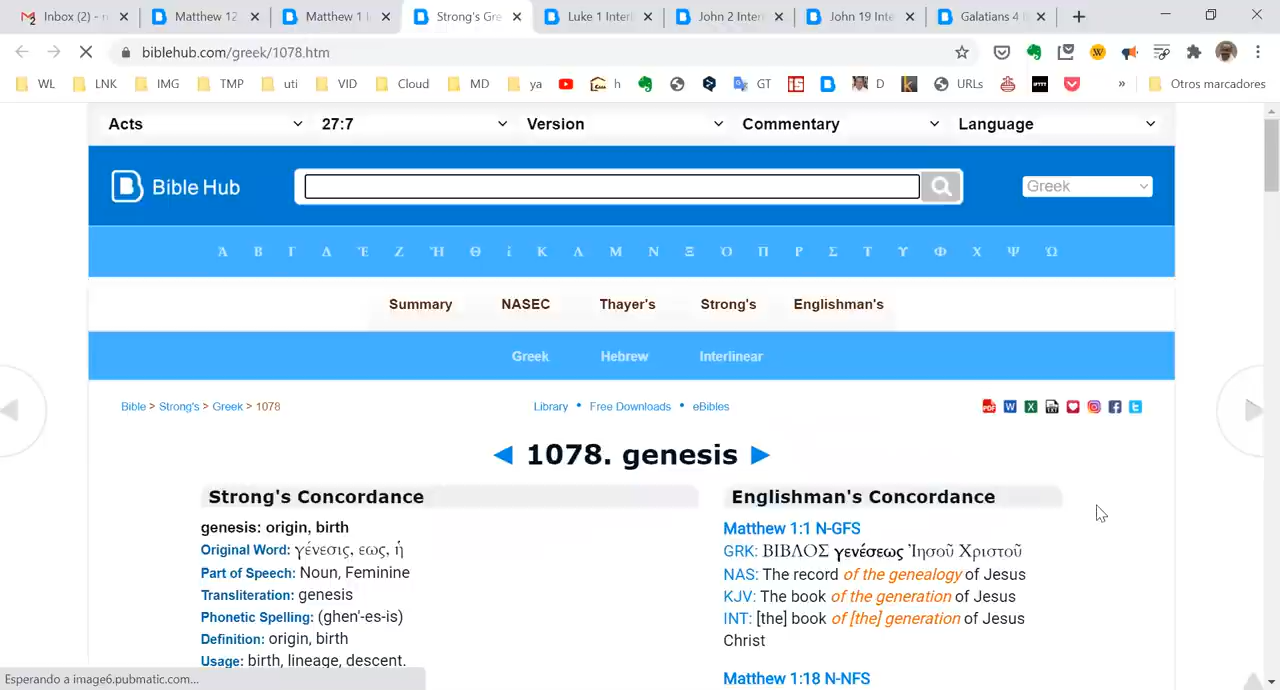 Inbox (2) - r
Matthew 12
Matthew 1 I
Strong's Gre
Luke 1 Interl
John 2 Inter
John 19 Inte
Galatians 4 I
biblehub.com/greek/1078.htm
WL LNK IMG TMP uti VID Cloud MD ya h GT D URLs » Otros marcadores
Acts 27:7 Version Commentary Language
Bible Hub Greek
Ἀ Β Γ Δ Ἐ Ζ Ἡ Θ ἰ Κ Λ Μ Ν Ξ Ὀ Π Ρ Σ Τ Υ Φ Χ Ψ Ὠ
Summary NASEC Thayer's Strong's Englishman's
Greek Hebrew Interlinear
Bible > Strong's > Greek > 1078
Library • Free Downloads • eBibles
◄ 1078. genesis ►
Strong's Concordance
genesis: origin, birth
Original Word: γένεσις, εως, ἡ
Part of Speech: Noun, Feminine
Transliteration: genesis
Phonetic Spelling: (ghen'-es-is)
Definition: origin, birth
Usage: birth, lineage, descent.
Englishman's Concordance
Matthew 1:1 N-GFS
GRK: ΒΙΒΛΟΣ γενέσεως Ἰησοῦ Χριστοῦ
NAS: The record of the genealogy of Jesus
KJV: The book of the generation of Jesus
INT: [the] book of [the] generation of Jesus
Christ
Matthew 1:18 N-NFS
Esperando a image6.pubmatic.com...